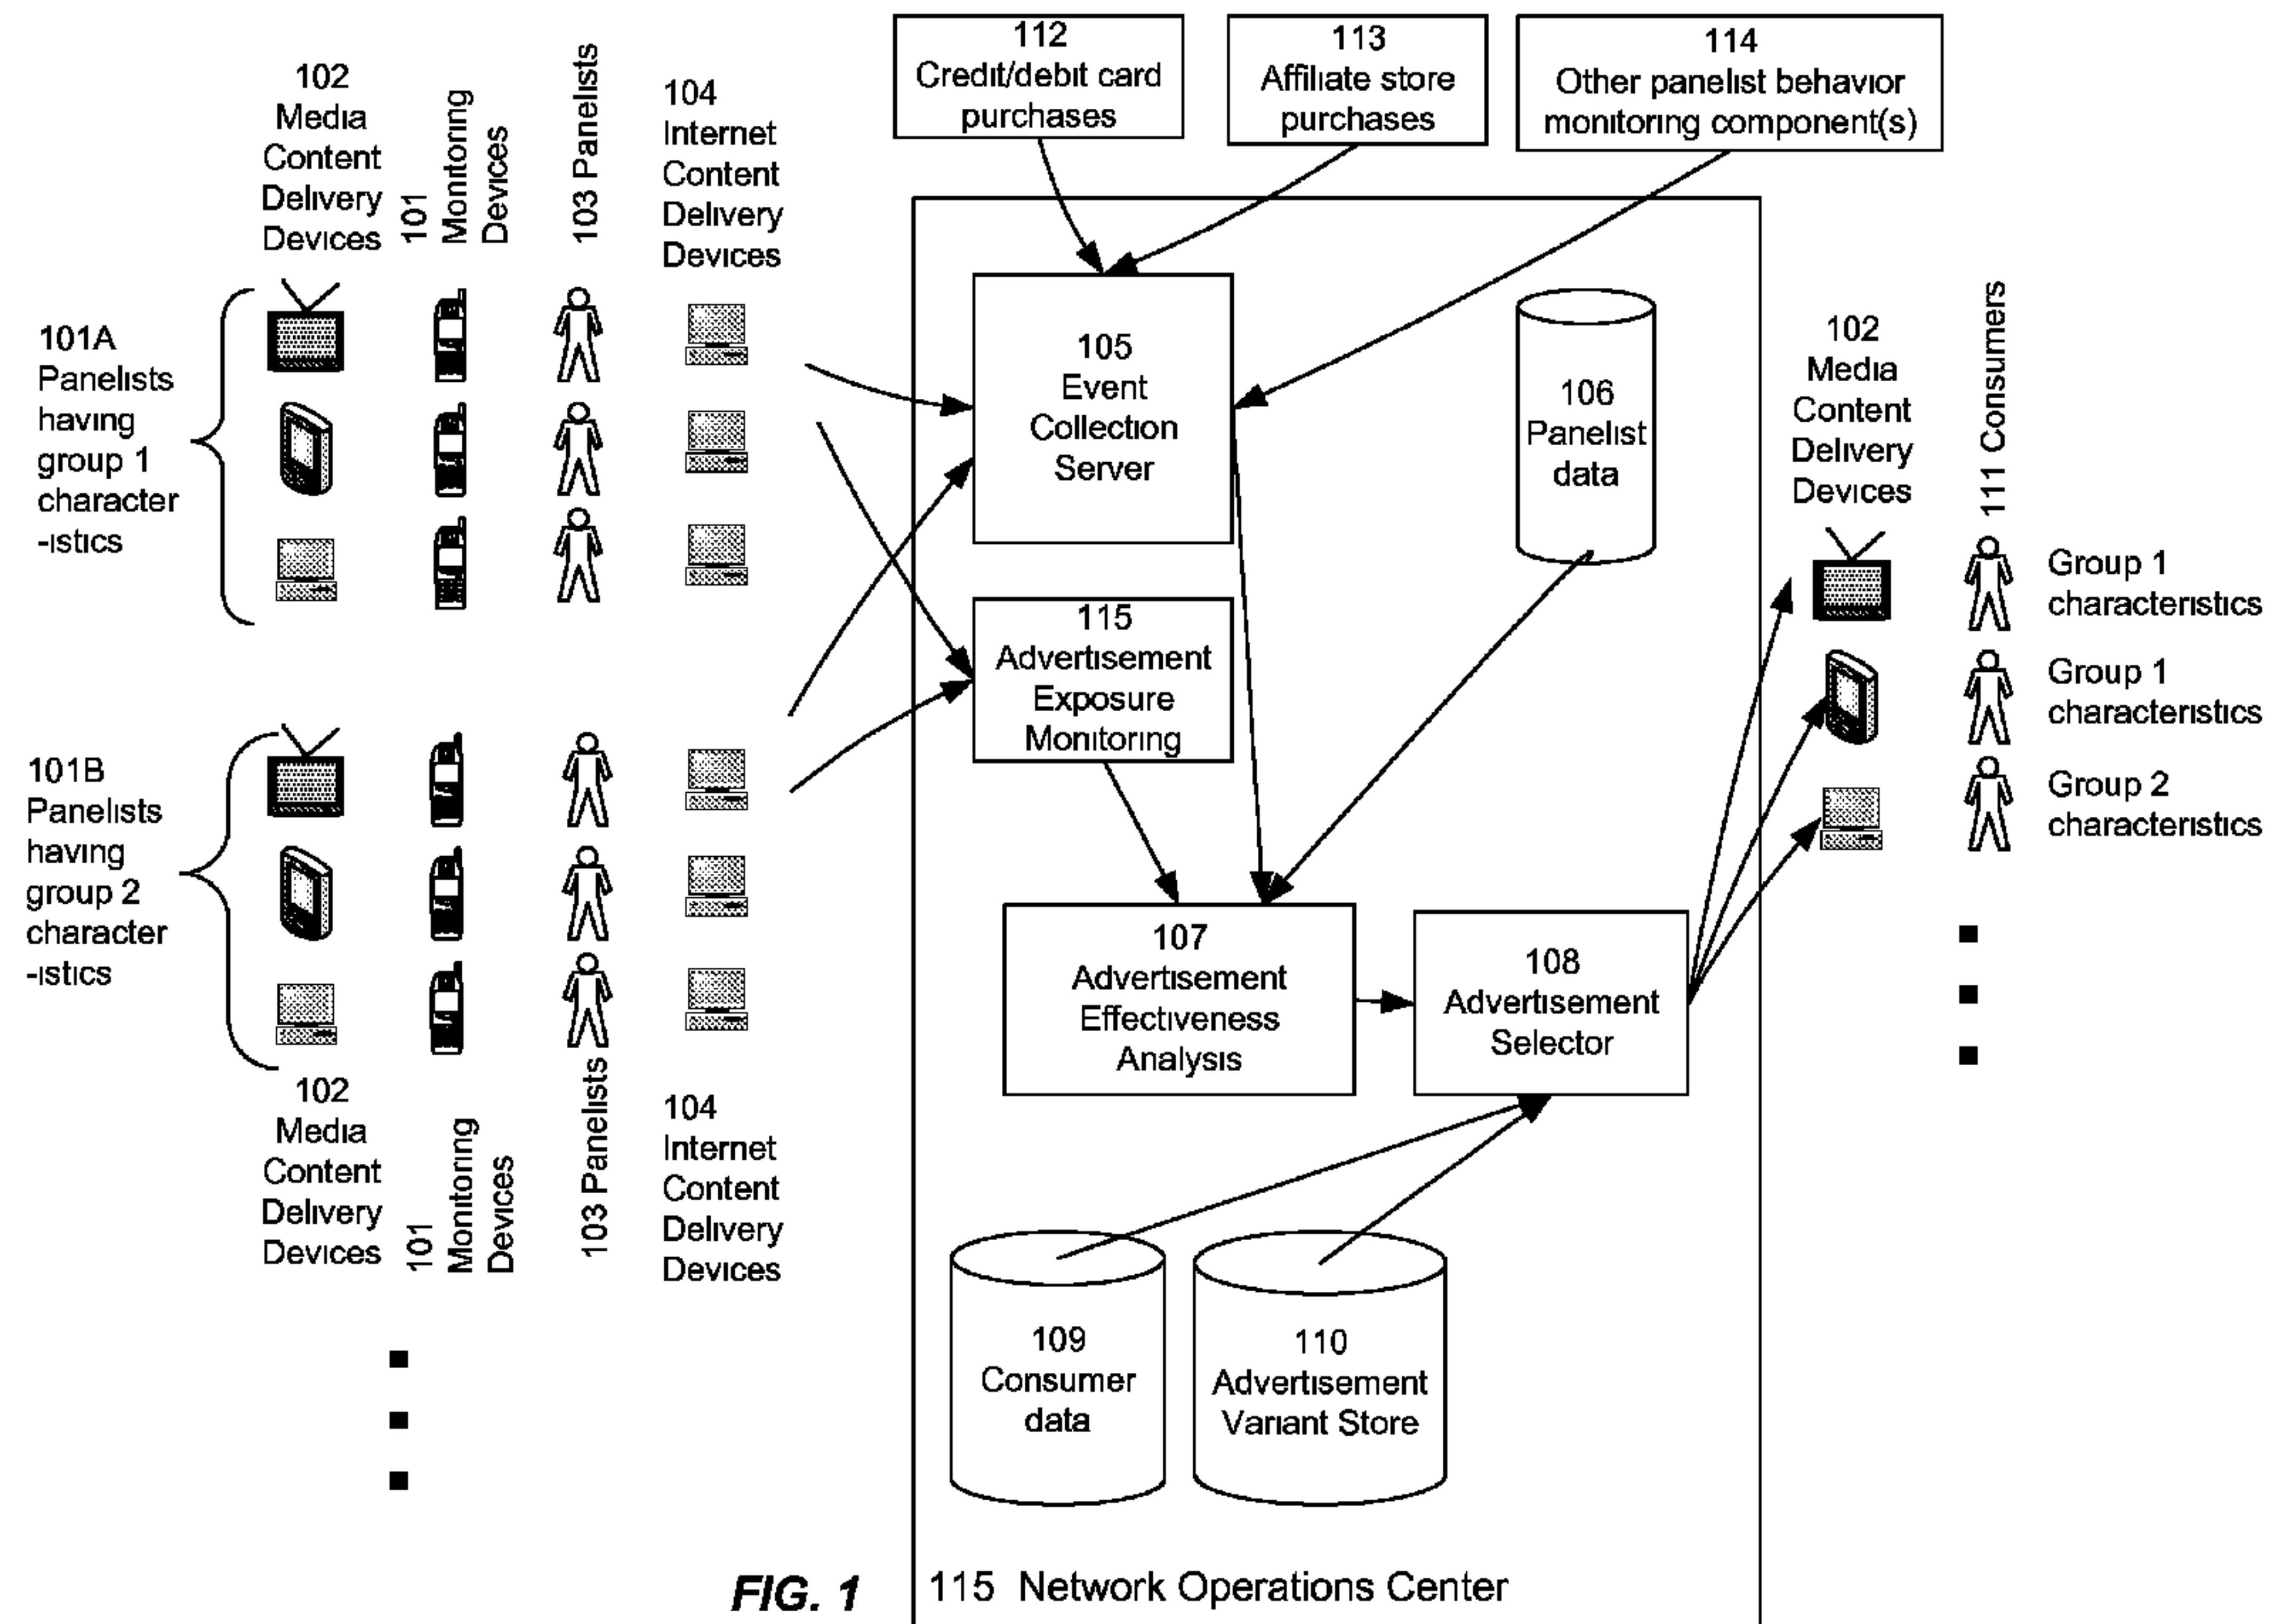 112
Credit/debit card
purchases
113
Affiliate store
purchases
114
Other panelist behavior
monitoring component(s)
102
Media
Content
Delivery
Devices
101
Monitoring
Devices
103 Panelists
104
Internet
Content
Delivery
Devices
101A
Panelists
having
group 1
character
-istics
105
Event
Collection
Server
106
Panelist
data
102
Media
Content
Delivery
Devices
111 Consumers
Group 1
characteristics
Group 1
characteristics
Group 2
characteristics
115
Advertisement
Exposure
Monitoring
101B
Panelists
having
group 2
character
-istics
107
Advertisement
Effectiveness
Analysis
108
Advertisement
Selector
102
Media
Content
Delivery
Devices
101
Monitoring
Devices
103 Panelists
104
Internet
Content
Delivery
Devices
109
Consumer
data
110
Advertisement
Variant Store
FIG. 1
115 Network Operations Center